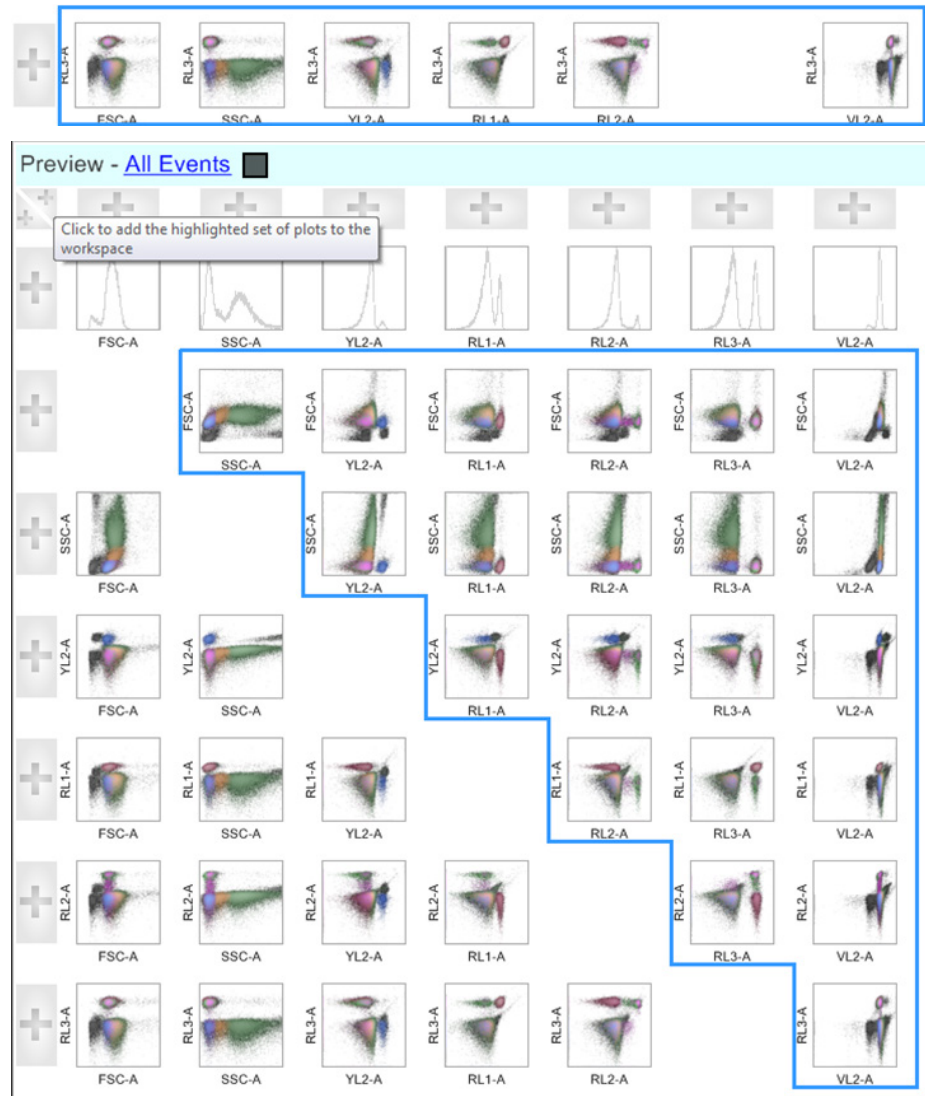 RL3-A RL3-A RL3-A RL3-A RL3-A RL3-A
FSC-A SSC-A YL2-A RL1-A RL2-A VL2-A
Preview - All Events
Click to add the highlighted set of plots to the
workspace
FSC-A SSC-A YL2-A RL1-A RL2-A RL3-A VL2-A
FSC-A FSC-A FSC-A FSC-A FSC-A FSC-A
SSC-A YL2-A RL1-A RL2-A RL3-A VL2-A
SSC-A SSC-A SSC-A SSC-A SSC-A SSC-A
FSC-A YL2-A RL1-A RL2-A RL3-A VL2-A
YL2-A YL2-A YL2-A YL2-A YL2-A YL2-A
FSC-A SSC-A RL1-A RL2-A RL3-A VL2-A
RL1-A RL1-A RL1-A RL1-A RL1-A RL1-A
FSC-A SSC-A YL2-A RL2-A RL3-A VL2-A
RL2-A RL2-A RL2-A RL2-A RL2-A RL2-A
FSC-A SSC-A YL2-A RL1-A RL3-A VL2-A
RL3-A RL3-A RL3-A RL3-A RL3-A RL3-A
FSC-A SSC-A YL2-A RL1-A RL2-A VL2-A